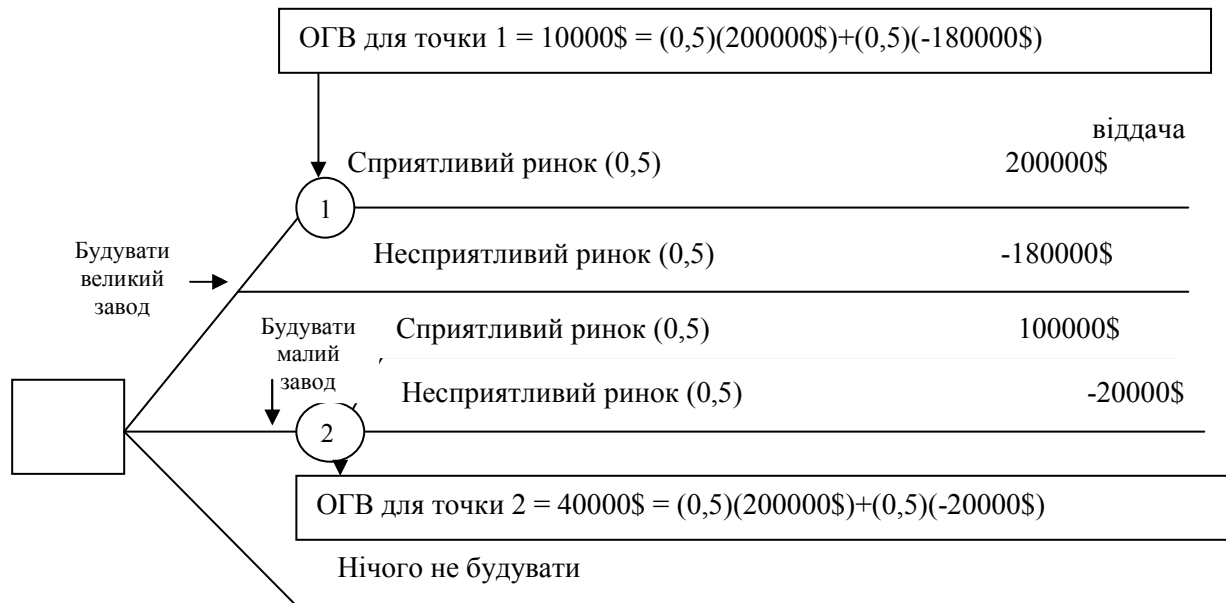 ОГВ для точки 1 = 10000$ = (0,5)(200000$)+(0,5)(-180000$)
віддача
Сприятливий ринок (0,5) 200000$
1
Будувати
великий
завод
Несприятливий ринок (0,5) -180000$
Будувати
малий
завод
Сприятливий ринок (0,5) 100000$
Несприятливий ринок (0,5) -20000$
2
ОГВ для точки 2 = 40000$ = (0,5)(200000$)+(0,5)(-20000$)
Нічого не будувати